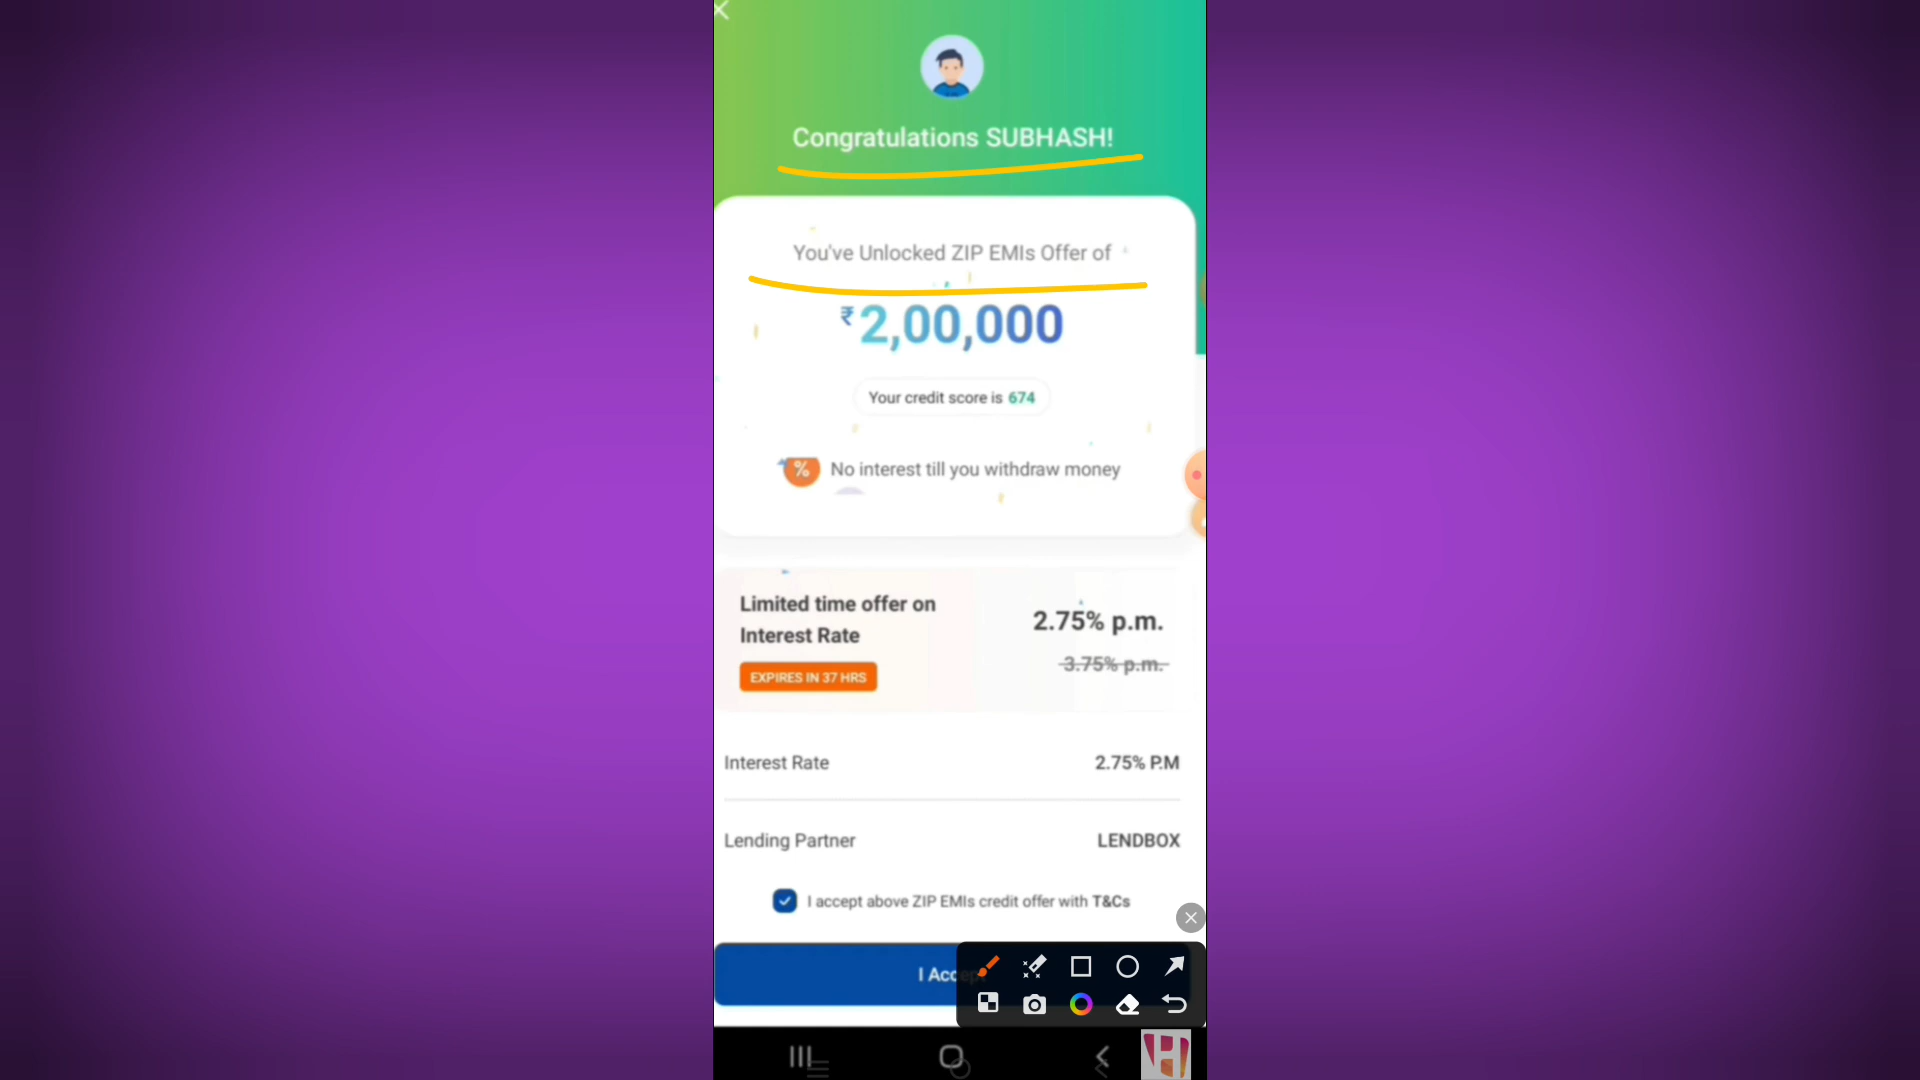 Congratulations SUBHASH!
You've Unlocked ZIP EMIs Offer of
₹2,00,000
Your credit score is 674
% No interest till you withdraw money
Limited time offer on
Interest Rate
2.75% p.m.
3.75% p.m.
EXPIRES IN 37 HRS
Interest Rate 2.75% P.M
Lending Partner LENDBOX
I accept above ZIP EMIs credit offer with T&Cs
I Accept
H